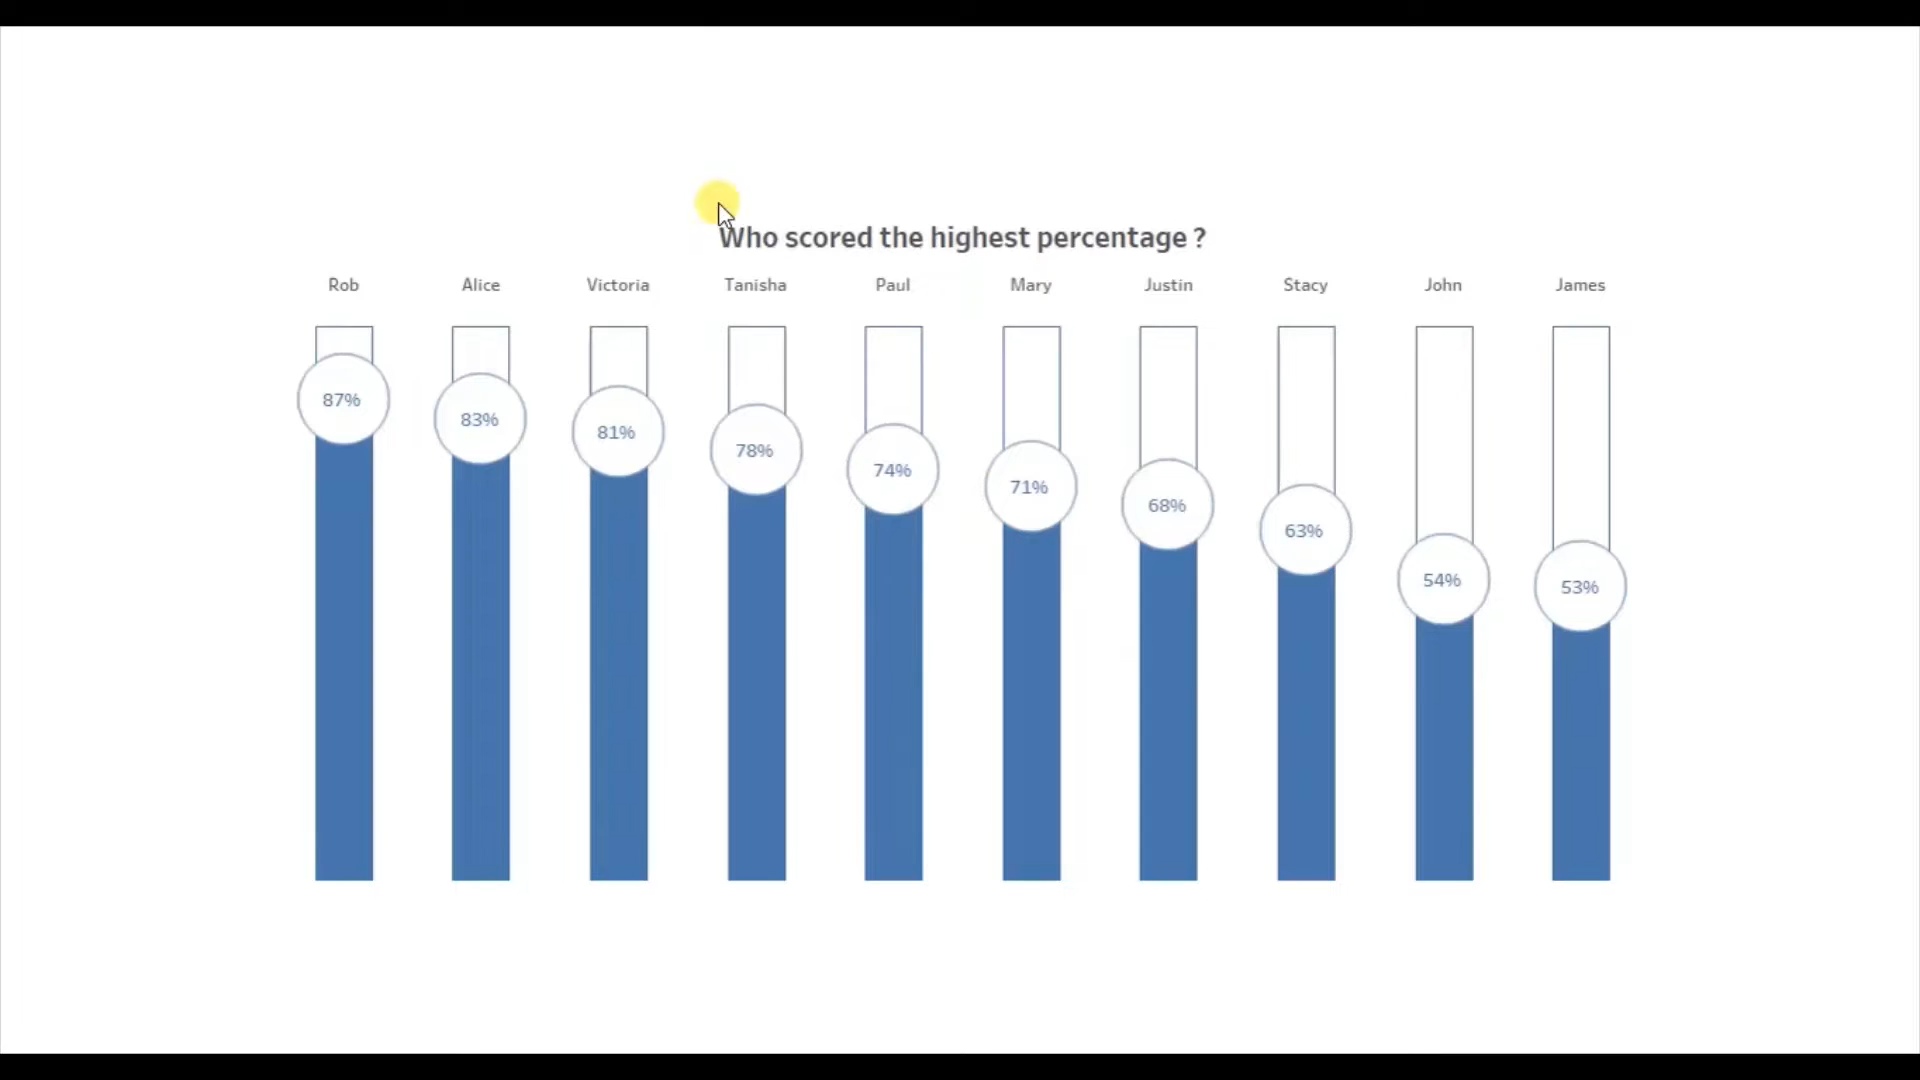 Who scored the highest percentage ?
Rob Alice Victoria Tanisha Paul Mary Justin Stacy John James
87% 83% 81% 78% 74% 71% 68% 63% 54% 53%